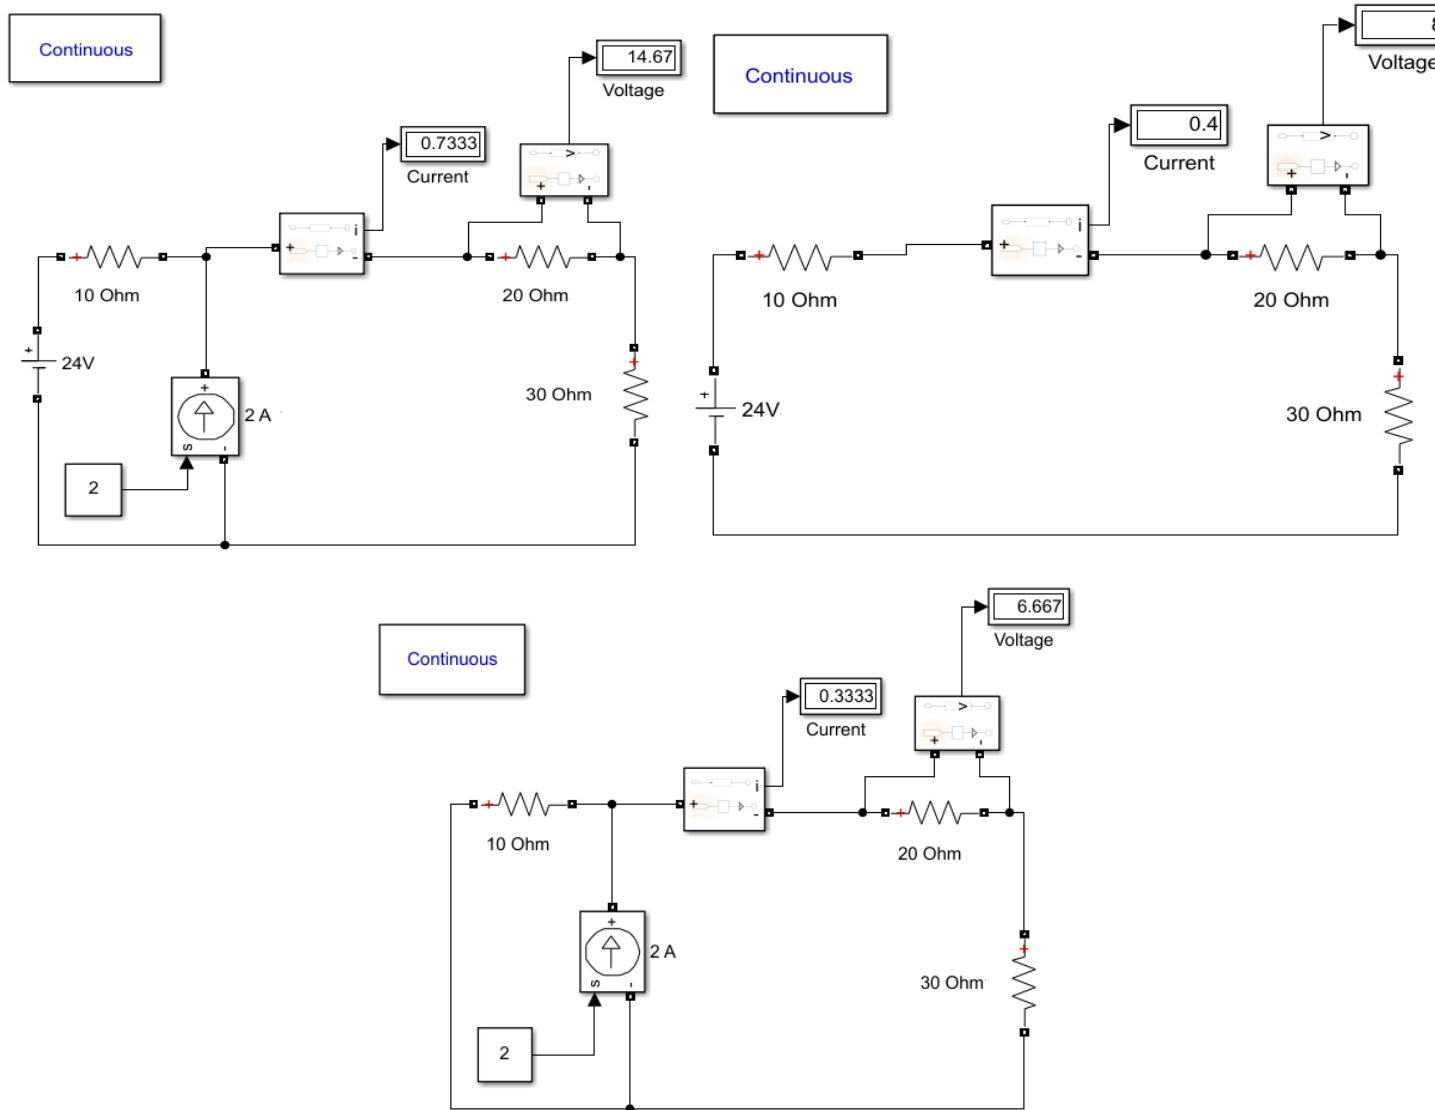 Continuous
14.67
Voltage
0.7333
Current
i
+
-
v
+
-
+
10 Ohm
+
20 Ohm
+
24V
+
30 Ohm
+
2 A
s
-
2
Continuous
Voltage
0.4
Current
i
+
-
v
+
-
+
10 Ohm
+
20 Ohm
+
24V
+
30 Ohm
Continuous
6.667
Voltage
0.3333
Current
i
+
-
v
+
-
+
10 Ohm
+
20 Ohm
+
2 A
s
-
+
30 Ohm
2